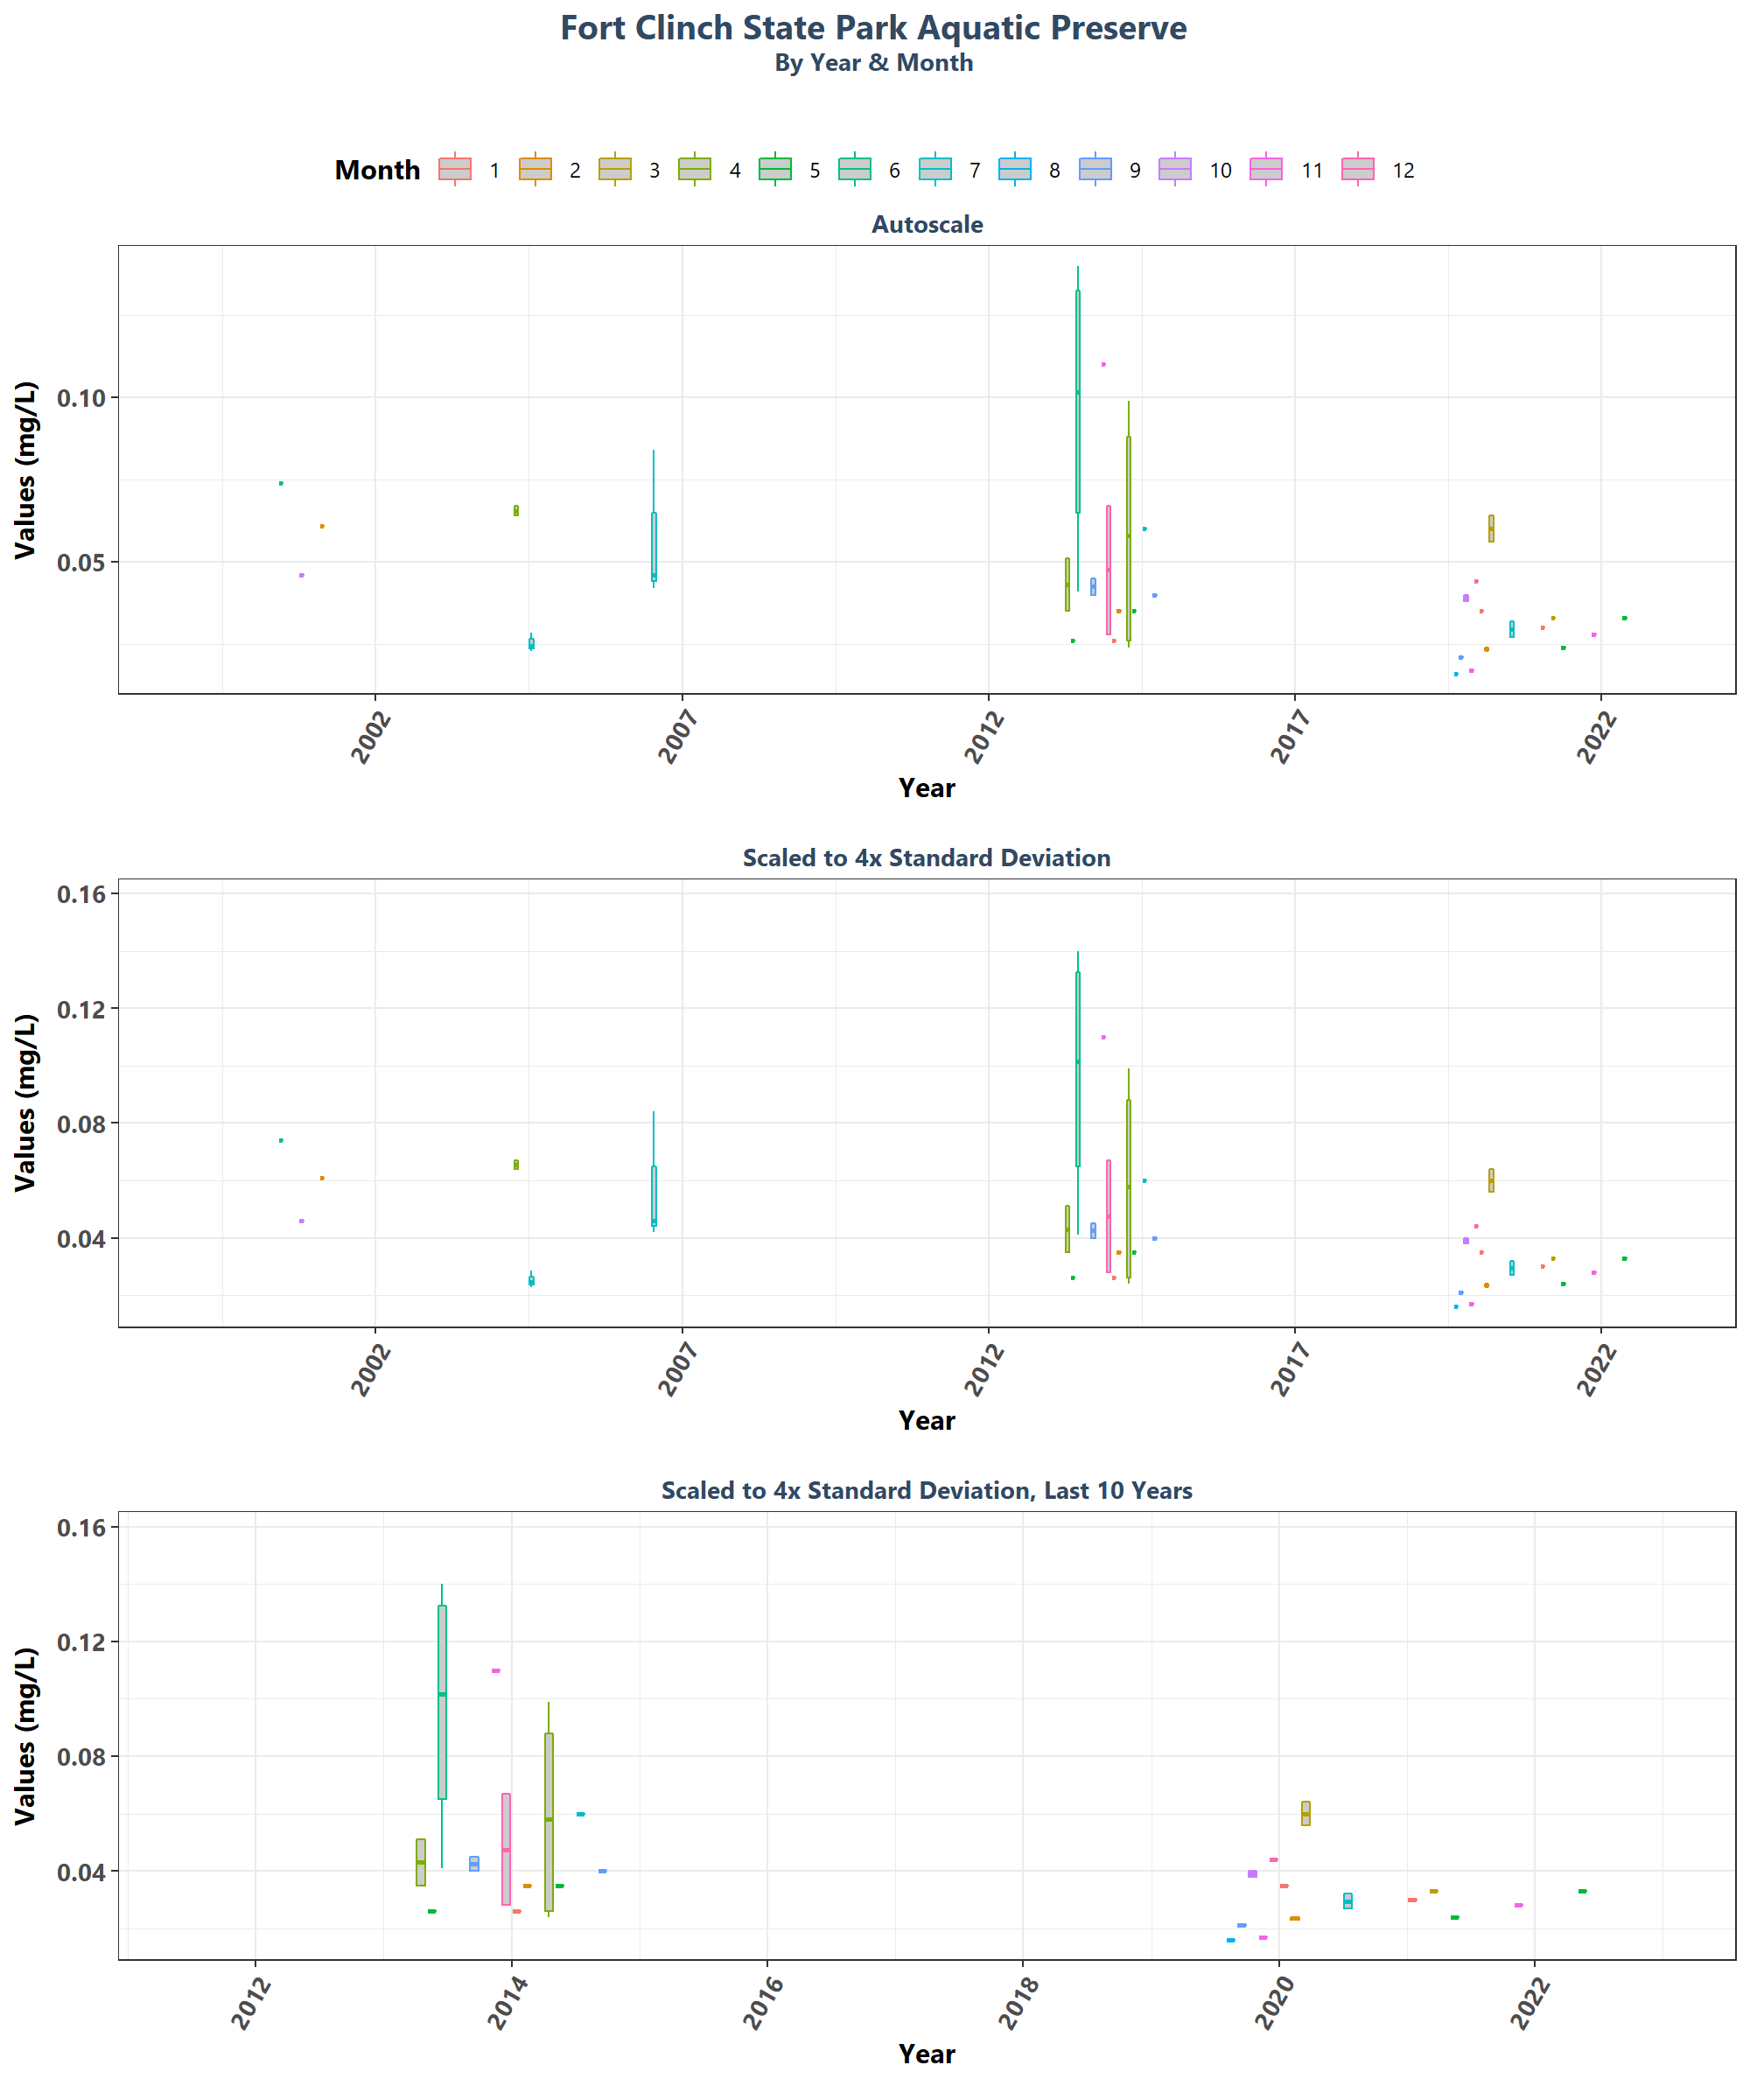 Fort Clinch State Park Aquatic Preserve
By Year & Month
Month 1 2 3 4 5 6 7 8 9 10 11 12
Autoscale
Values (mg/L)
0.10
0.05
2002 2007 2012 2017 2022
Year
Scaled to 4x Standard Deviation
Values (mg/L)
0.16
0.12
0.08
0.04
2002 2007 2012 2017 2022
Year
Scaled to 4x Standard Deviation, Last 10 Years
Values (mg/L)
0.16
0.12
0.08
0.04
2012 2014 2016 2018 2020 2022
Year